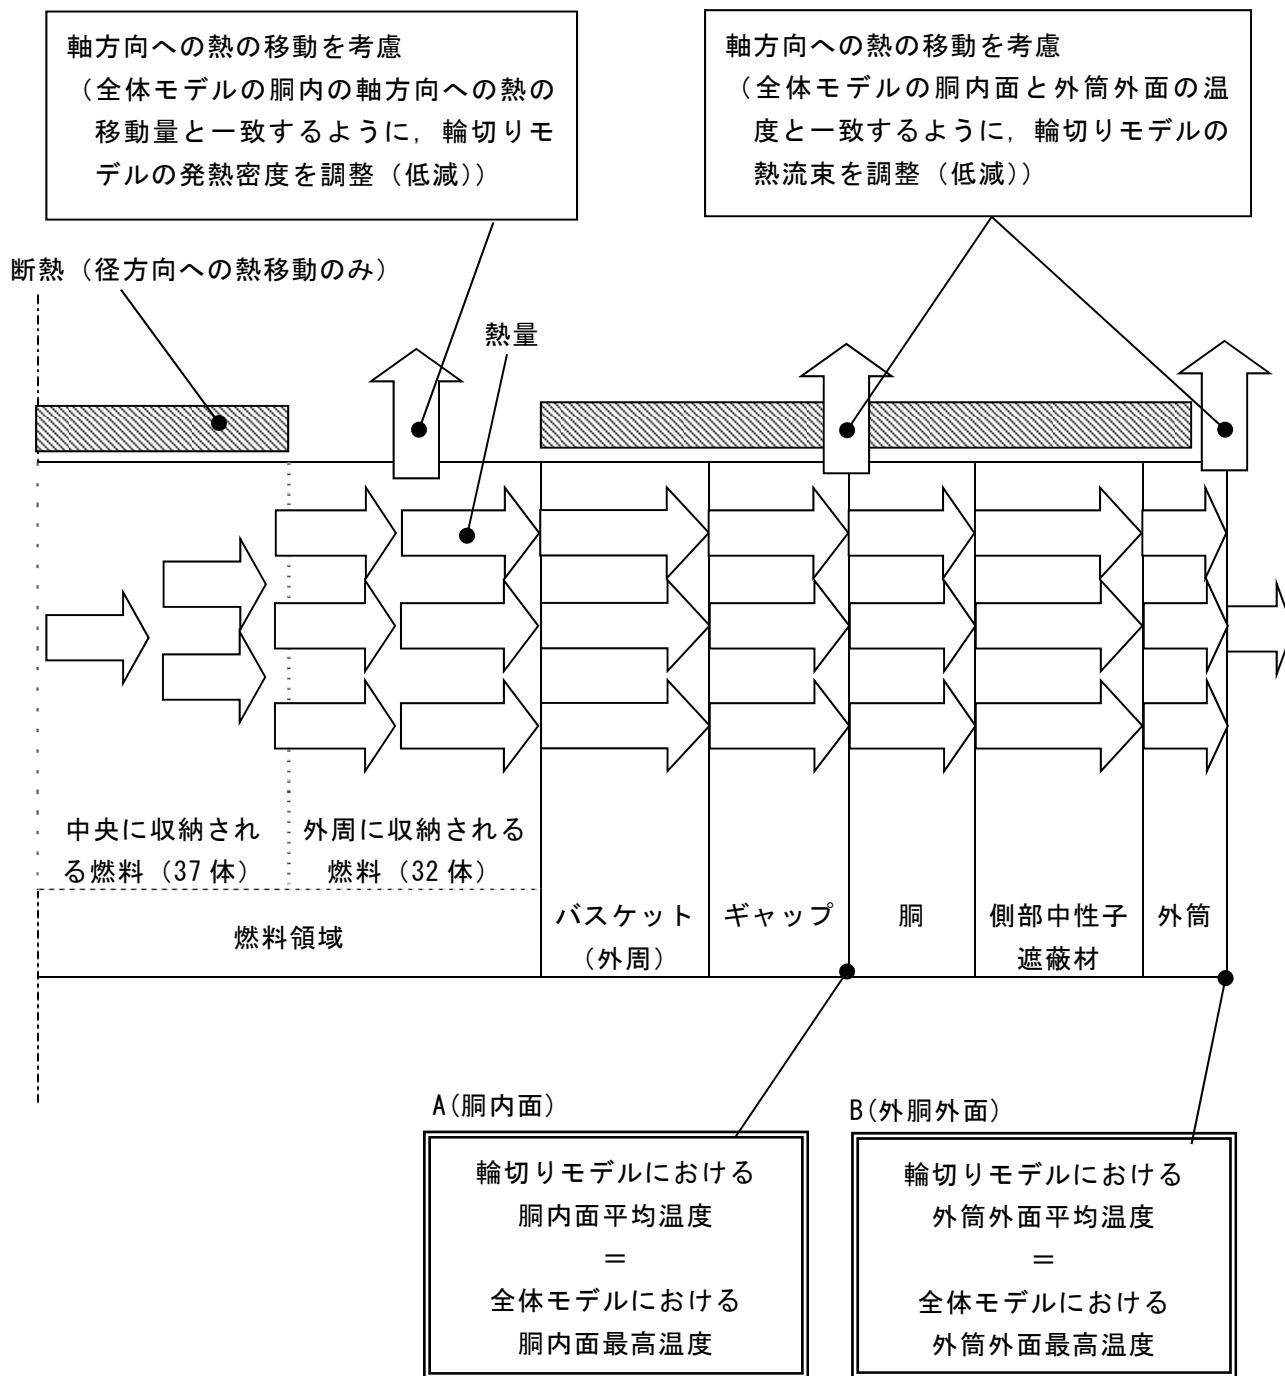 軸方向への熱の移動を考慮
（全体モデルの胴内の軸方向への熱の
移動量と一致するように，輪切りモ
デルの発熱密度を調整（低減））
軸方向への熱の移動を考慮
（全体モデルの胴内面と外筒外面の温
度と一致するように，輪切りモデルの
熱流束を調整（低減））
断熱（径方向への熱移動のみ）
熱量
中央に収納され
る燃料（37 体）
外周に収納される
燃料（32 体）
燃料領域
バスケット
（外周）
ギャップ
胴
側部中性子
遮蔽材
外筒
A(胴内面)
輪切りモデルにおける
胴内面平均温度
＝
全体モデルにおける
胴内面最高温度
B(外胴外面)
輪切りモデルにおける
外筒外面平均温度
＝
全体モデルにおける
外筒外面最高温度